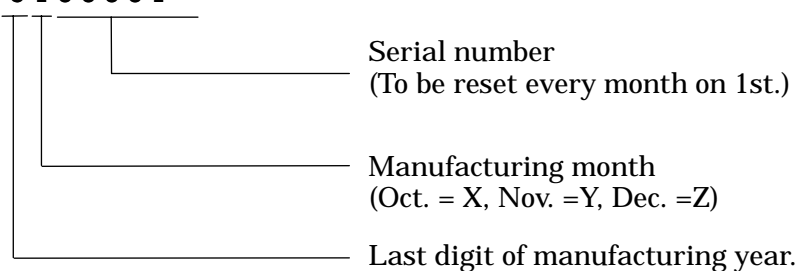 Serial number
(To be reset every month on 1st.)
Manufacturing month
(Oct. = X, Nov. =Y, Dec. =Z)
Last digit of manufacturing year.